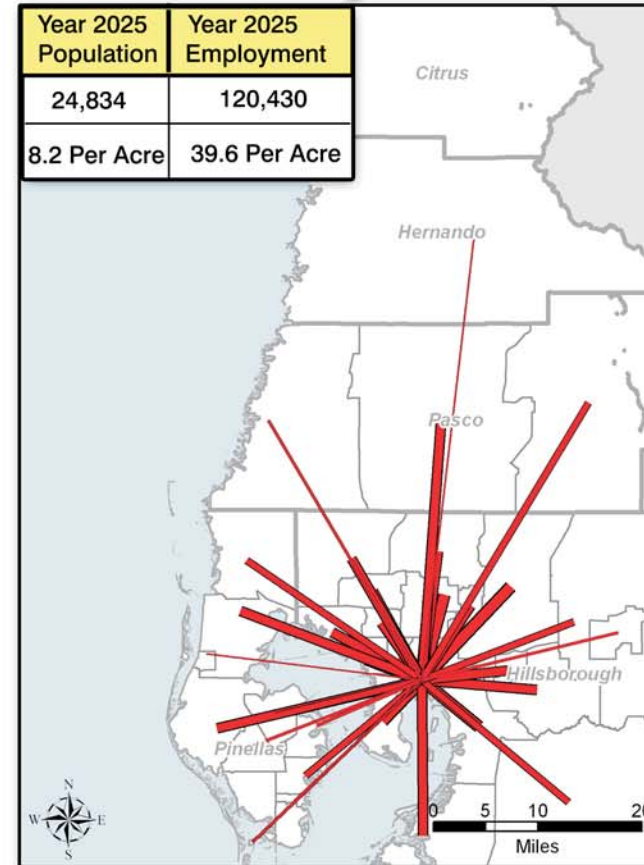 Year 2025 Population
Year 2025 Employment
24,834
120,430
8.2 Per Acre
39.6 Per Acre
Citrus
Hernando
Pasco
Hillsborough
Pinellas
N
W
E
S
0 5 10 20
Miles